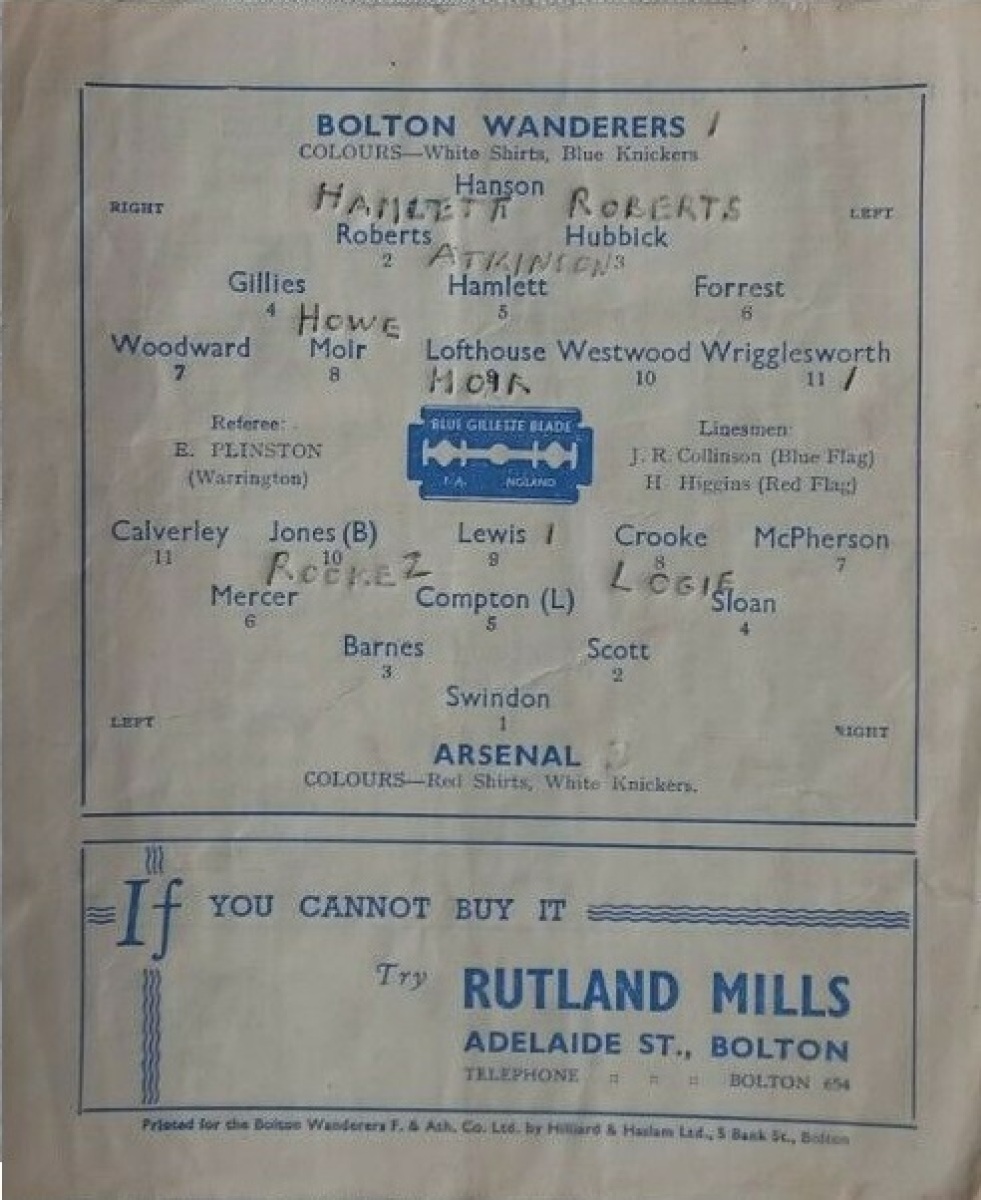 BOLTON WANDERERS /
COLOURS—White Shirts, Blue Knickers
Hanson
RIGHT HAMLETT ROBERTS LEFT
Roberts Hubbick
2 ATKINSON 3
Gillies Hamlett Forrest
4 HOWE 5 6
Woodward Moir Lofthouse Westwood Wrigglesworth
7 8 MOIR 10 11 /
BLUE GILLETTE BLADE
Referee: Linesmen:
E. PLINSTON J. R. Collinson (Blue Flag)
(Warrington) H Higgins (Red Flag)
NGLAND
Calverley Jones (B) Lewis 1 Crooke McPherson
11 10 9 8 7
ROOKE 2 LOGIE
Mercer Compton (L) Sloan
6 5 4
Barnes Scott
3 2
Swindon
LEFT 1 RIGHT
ARSENAL 3
COLOURS—Red Shirts, White Knickers.
If YOU CANNOT BUY IT
Try RUTLAND MILLS
ADELAIDE ST., BOLTON
TELEPHONE " " " BOLTON 654
Printed for the Bolton Wanderers F. & Ath. Co. Ltd. by Hilliard & Haslam Ltd., 5 Bank St., Bolton